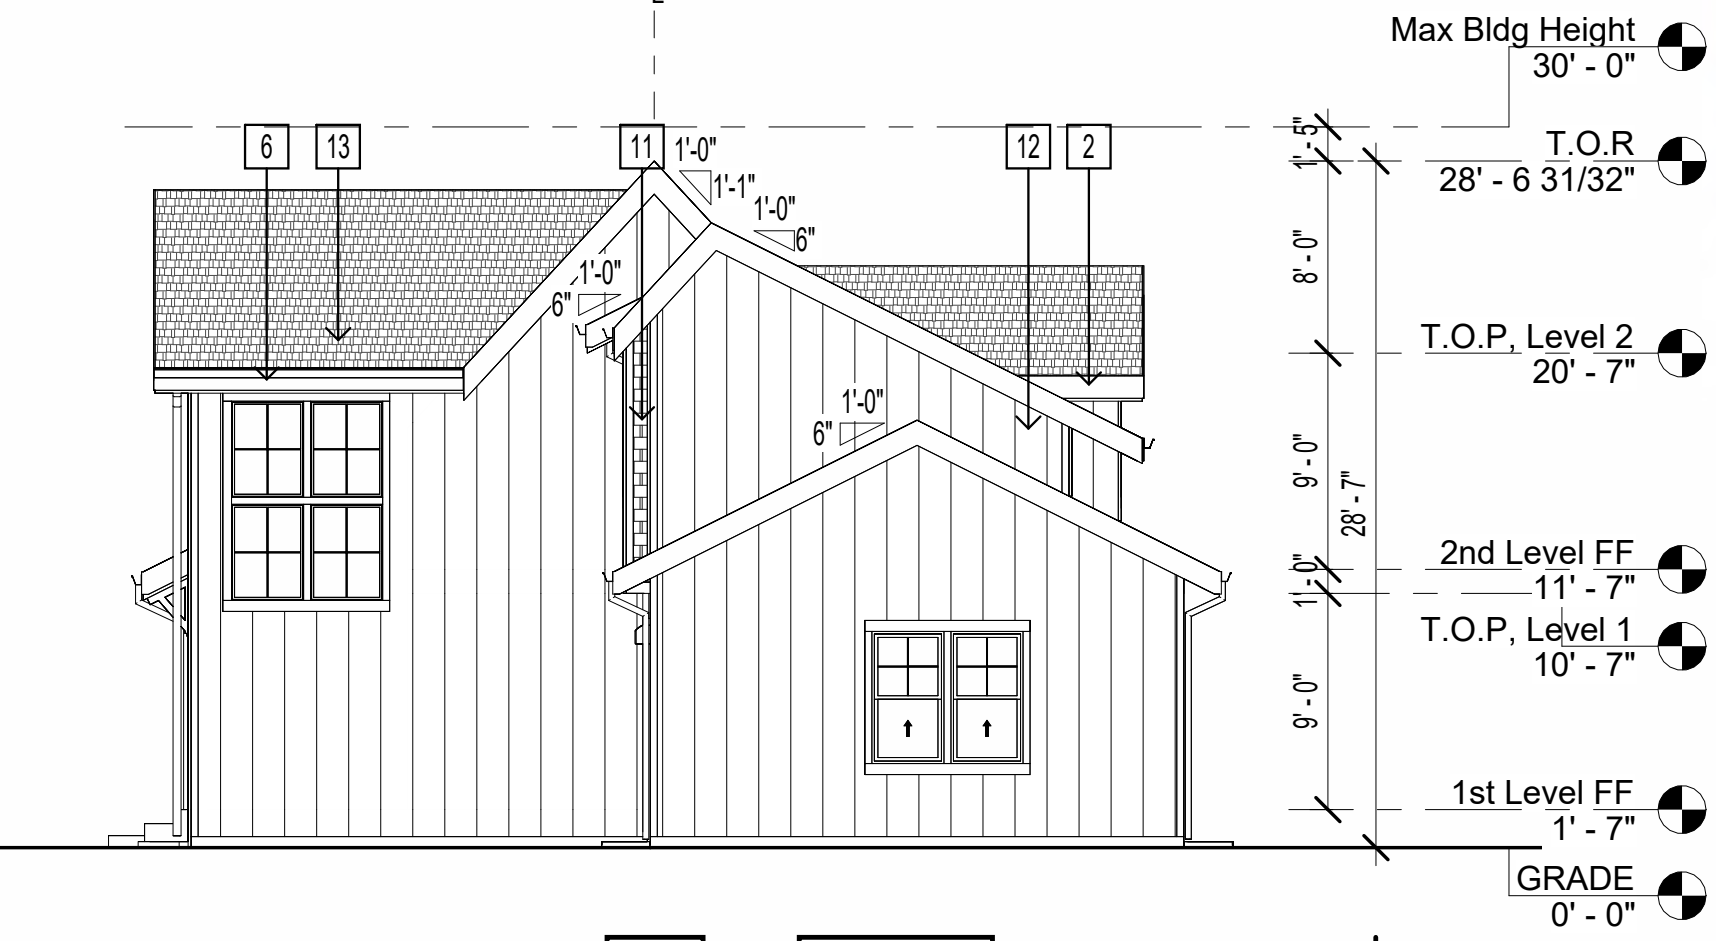 Max Bldg Height
30' - 0"
6
13
11
12
2
1'-0"
1'-1"
1'-0"
6"
1'-0"
6"
1'-0"
6"
1' - 5"
T.O.R
28' - 6 31/32"
8' - 0"
T.O.P, Level 2
20' - 7"
9' - 0"
28' - 7"
2nd Level FF
11' - 7"
1' - 0"
T.O.P, Level 1
10' - 7"
9' - 0"
1st Level FF
1' - 7"
GRADE
0' - 0"